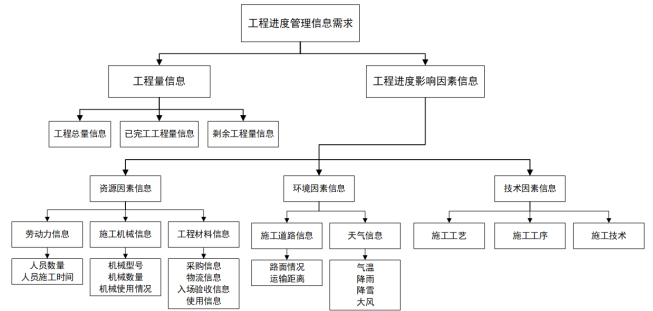 工程进度管理信息需求
工程量信息
工程进度影响因素信息
工程总量信息
已完工工程量信息
剩余工程量信息
资源因素信息
环境因素信息
技术因素信息
劳动力信息
施工机械信息
工程材料信息
施工道路信息
天气信息
施工工艺
施工工序
施工技术
人员数量
人员施工时间
机械型号
机械数量
机械使用情况
采购信息
物流信息
入场验收信息
使用信息
路面情况
运输距离
气温
降雨
降雪
大风